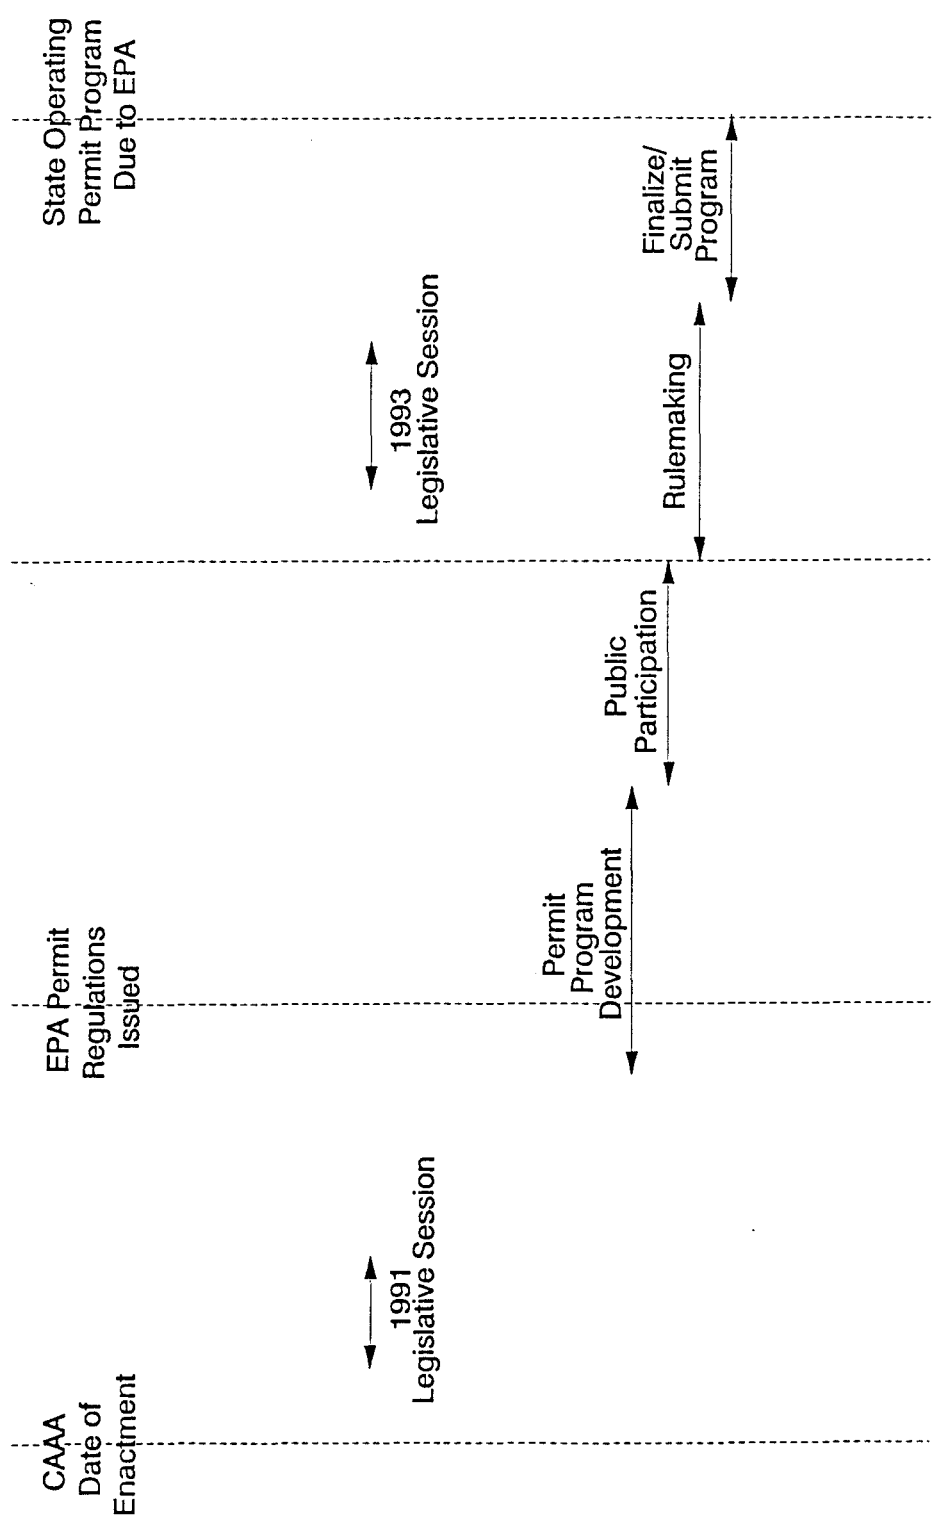 CAAA
Date of
Enactment
EPA Permit
Regulations
Issued
State Operating
Permit Program
Due to EPA
1991
Legislative Session
1993
Legislative Session
Permit
Program
Development
Public
Participation
Rulemaking
Finalize/
Submit
Program